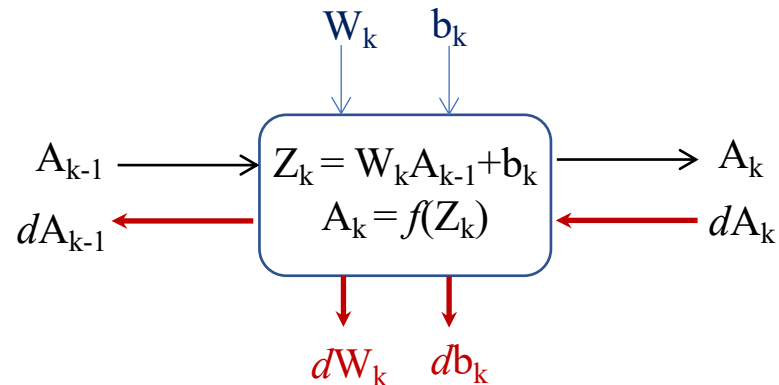 W_k b_k
A_{k-1} Z_k = W_k A_{k-1}+b_k A_k
dA_{k-1} A_k = f(Z_k) dA_k
dW_k db_k